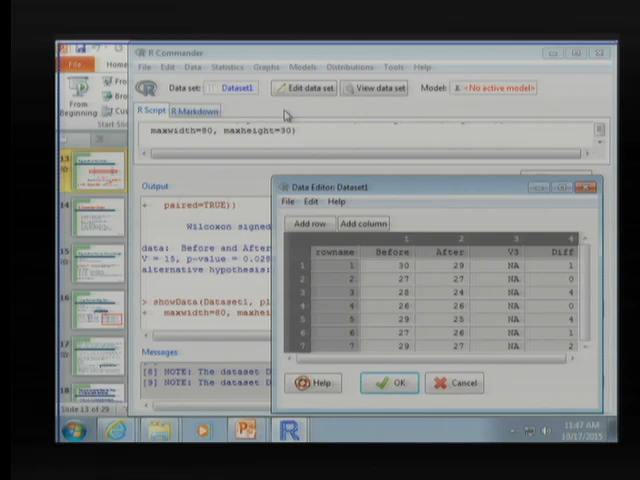 R Commander
File Edit Data Statistics Graphs Models Distributions Tools Help
File
Home
From Beginning
Data set: Dataset1 Edit data set View data set Model: <No active model>
R Script R Markdown
maxwidth=80, maxheight=30)
Output
+ paired=TRUE))
Wilcoxon signed
data: Before and After
V = 15, p-value = 0.029
alternative hypothesis:
> showData(Dataset1, pl
+ maxwidth=80, maxhei
Messages
[8] NOTE: The dataset D
[9] NOTE: The dataset D
Data Editor: Dataset1
File Edit Help
Add row Add column
1 2 3 4
rowname Before After V3 Diff
1 1 30 29 NA 1
2 2 27 27 NA 0
3 3 28 24 NA 4
4 4 26 26 NA 0
5 5 29 25 NA 4
6 6 27 26 NA 1
7 7 29 27 NA 2
Help OK Cancel
13
14
15
16
17
18
Slide 13 of 29
11:47 AM
10/17/2015